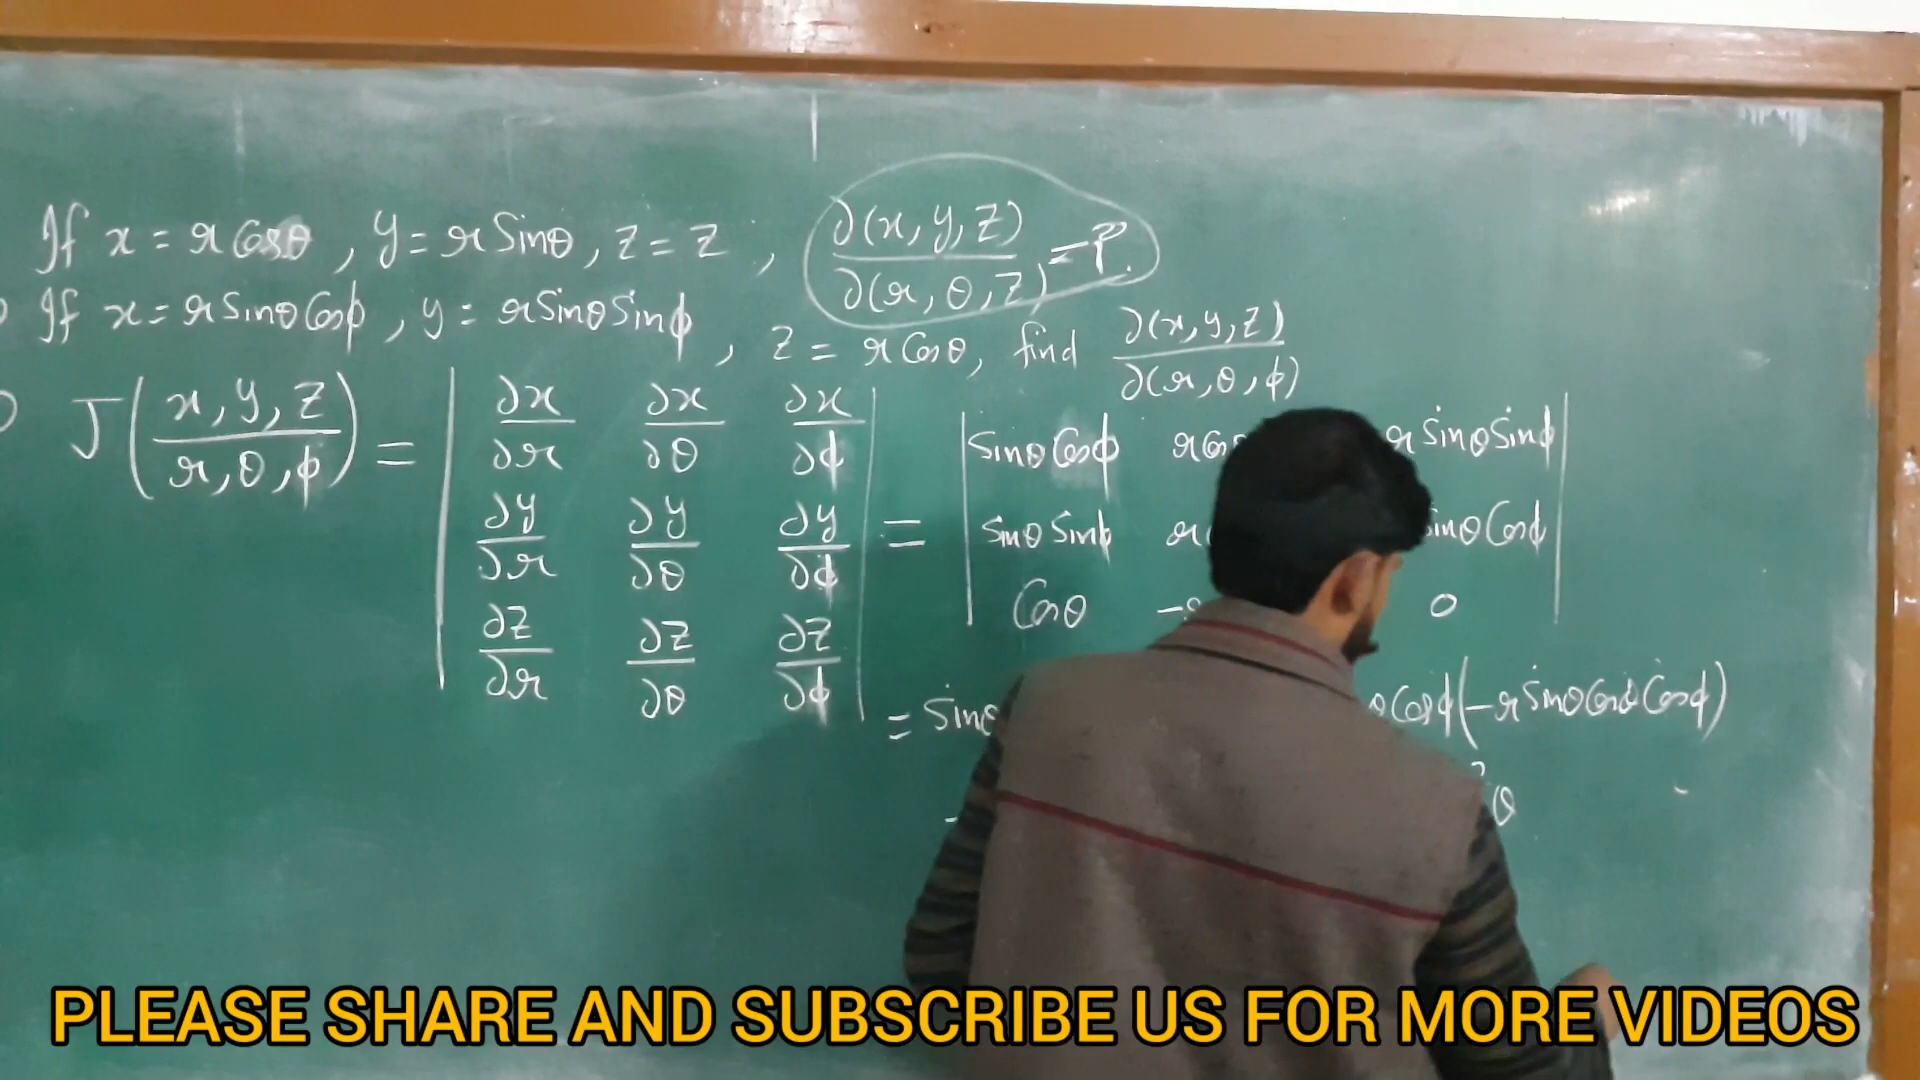 If x = r Cosθ , y = r Sinθ , z = z , ∂(x, y, z) / ∂(r, θ, z) = ?.
If x = r Sinθ Cosϕ , y = r Sinθ Sinϕ , z = r Cosθ, find ∂(x, y, z) / ∂(r, θ, ϕ)
J(x, y, z / r, θ, ϕ) = | ∂x/∂r ∂x/∂θ ∂x/∂ϕ | = | Sinθ Cosϕ r Sinθ Sinϕ |
∂y/∂r ∂y/∂θ ∂y/∂ϕ Sinθ Sinϕ Sinθ Cosϕ
∂z/∂r ∂z/∂θ ∂z/∂ϕ Cosθ 0
= Sinθ Cosϕ(-r Sinθ Cosϕ)
PLEASE SHARE AND SUBSCRIBE US FOR MORE VIDEOS